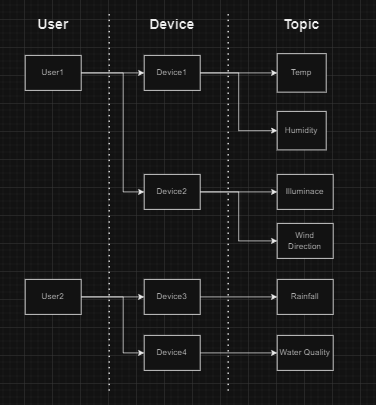 User Device Topic
User1 Device1 Temp
Humidity
Device2 Illuminace
Wind
Direction
User2 Device3 Rainfall
Device4 Water Quality